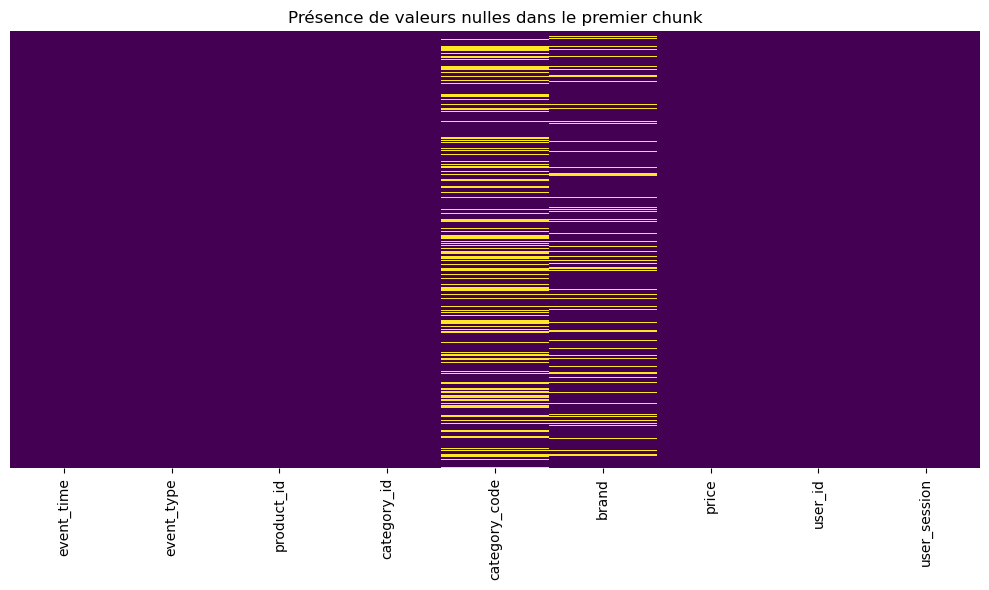 Présence de valeurs nulles dans le premier chunk
event_time
event_type
product_id
category_id
category_code
brand
price
user_id
user_session